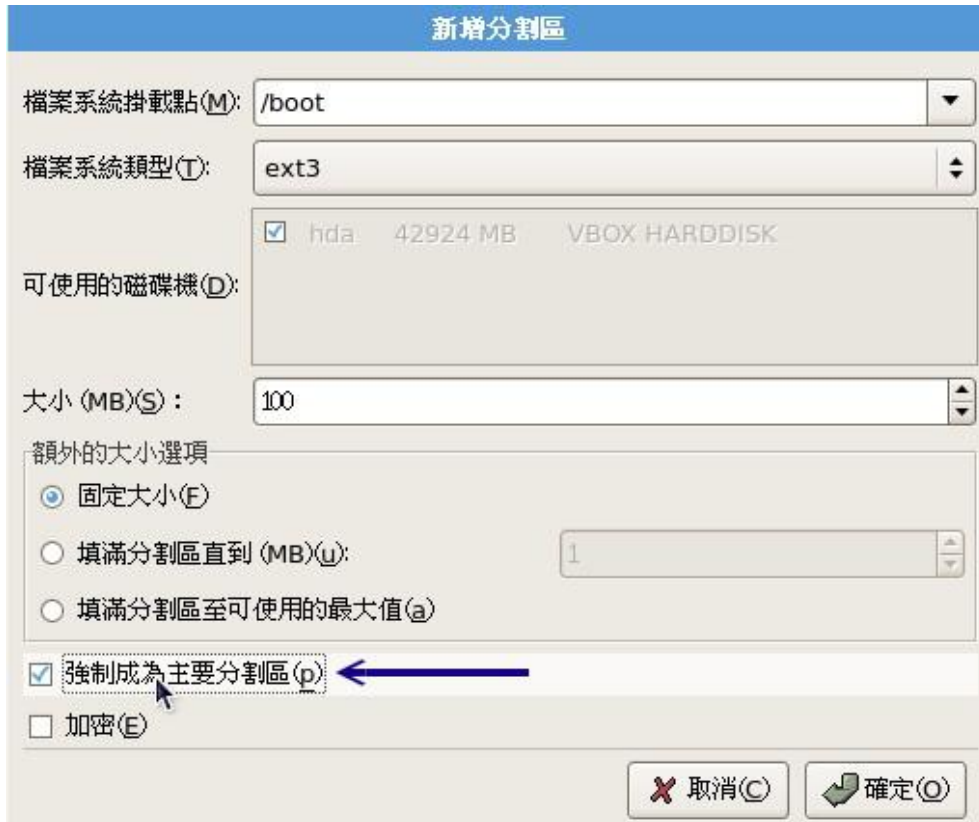 新增分割區
檔案系統掛載點(M): /boot
檔案系統類型(T): ext3
可使用的磁碟機(D): hda 42924 MB VBOX HARDDISK
大小 (MB)(S)： 100
額外的大小選項
固定大小(F)
填滿分割區直到 (MB)(u): 1
填滿分割區至可使用的最大值(a)
強制成為主要分割區(p)
加密(E)
取消(C) 確定(O)